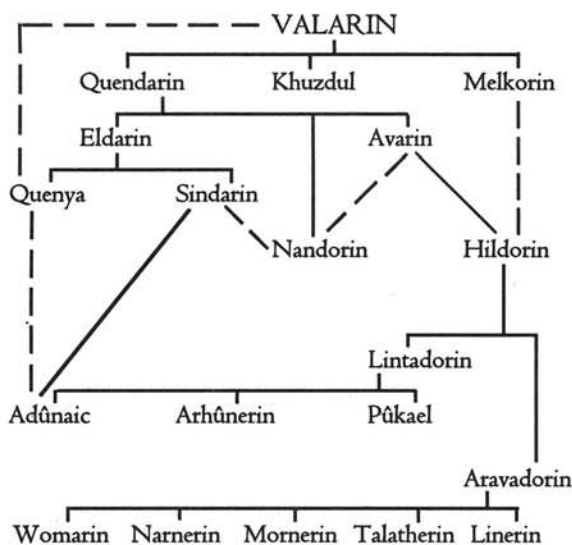 VALARIN
Quendarin Khuzdul Melkorin
Eldarin Avarin
Quenya Sindarin
Nandorin Hildorin
Lintadorin
Adûnaic Arhûnerin Pûkael
Aravadorin
Womarin Narnerin Mornerin Talatherin Linerin